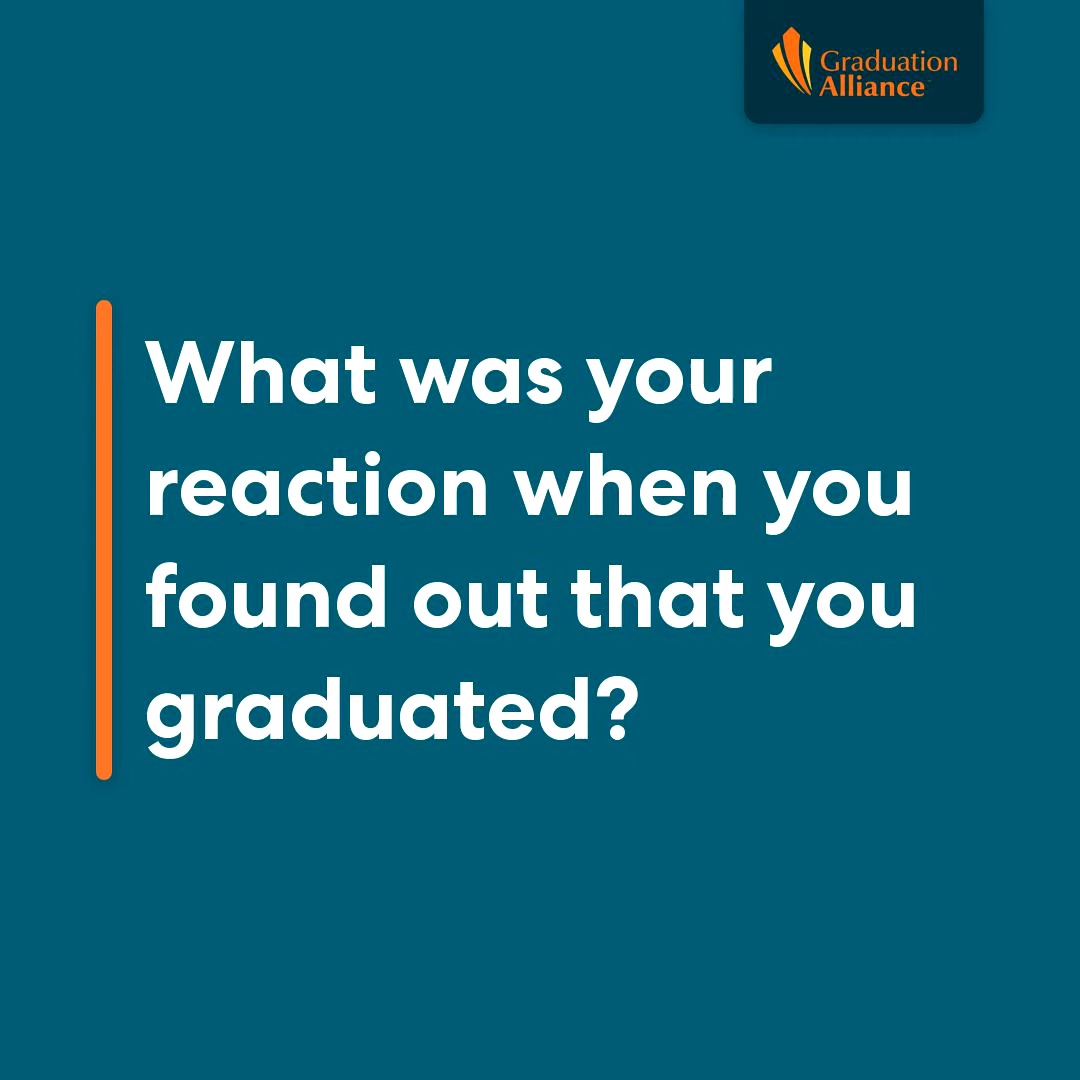 Graduation
Alliance
What was your
reaction when you
found out that you
graduated?